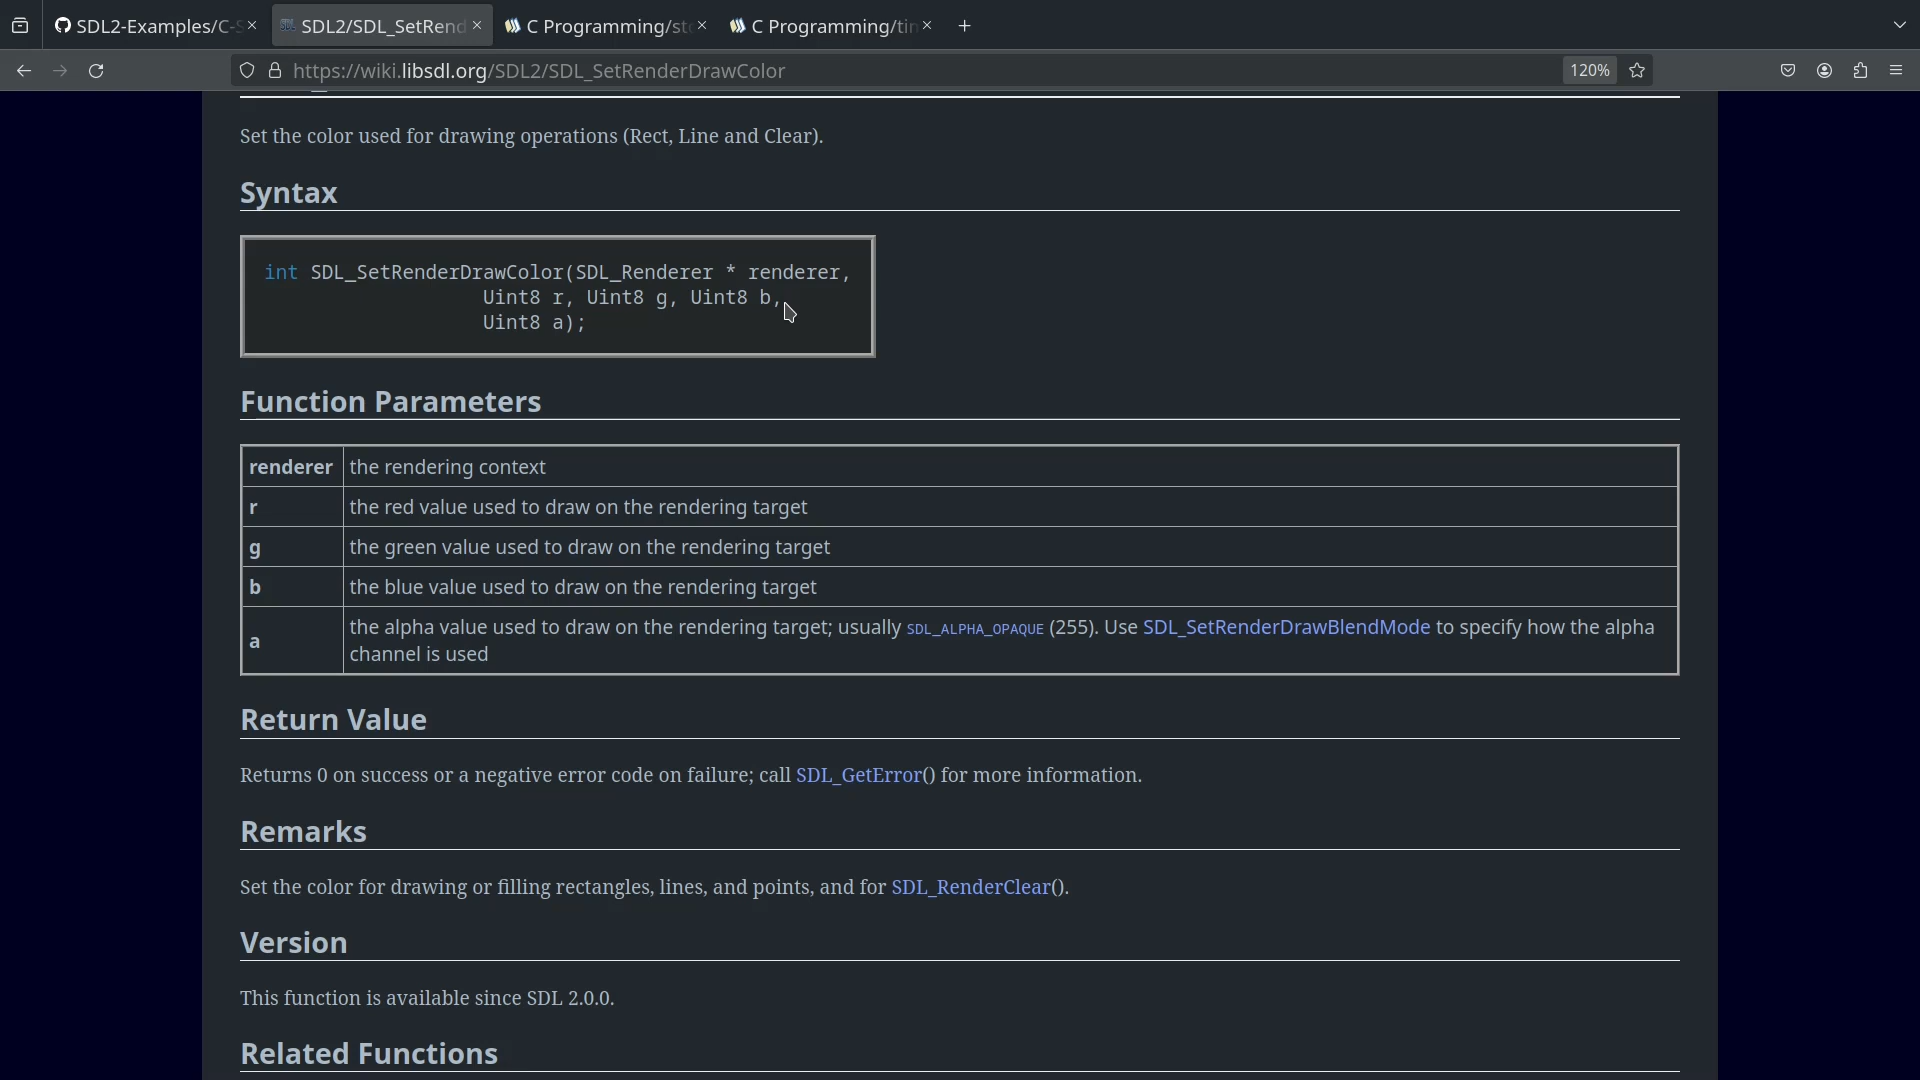 SDL2-Examples/C-S
SDL2/SDL_SetRend
C Programming/st
C Programming/ti
https://wiki.libsdl.org/SDL2/SDL_SetRenderDrawColor
120%
Set the color used for drawing operations (Rect, Line and Clear).
Syntax
int SDL_SetRenderDrawColor(SDL_Renderer * renderer,
Uint8 r, Uint8 g, Uint8 b,
Uint8 a);
Function Parameters
renderer the rendering context
r the red value used to draw on the rendering target
g the green value used to draw on the rendering target
b the blue value used to draw on the rendering target
a the alpha value used to draw on the rendering target; usually SDL_ALPHA_OPAQUE (255). Use SDL_SetRenderDrawBlendMode to specify how the alpha
channel is used
Return Value
Returns 0 on success or a negative error code on failure; call SDL_GetError() for more information.
Remarks
Set the color for drawing or filling rectangles, lines, and points, and for SDL_RenderClear().
Version
This function is available since SDL 2.0.0.
Related Functions